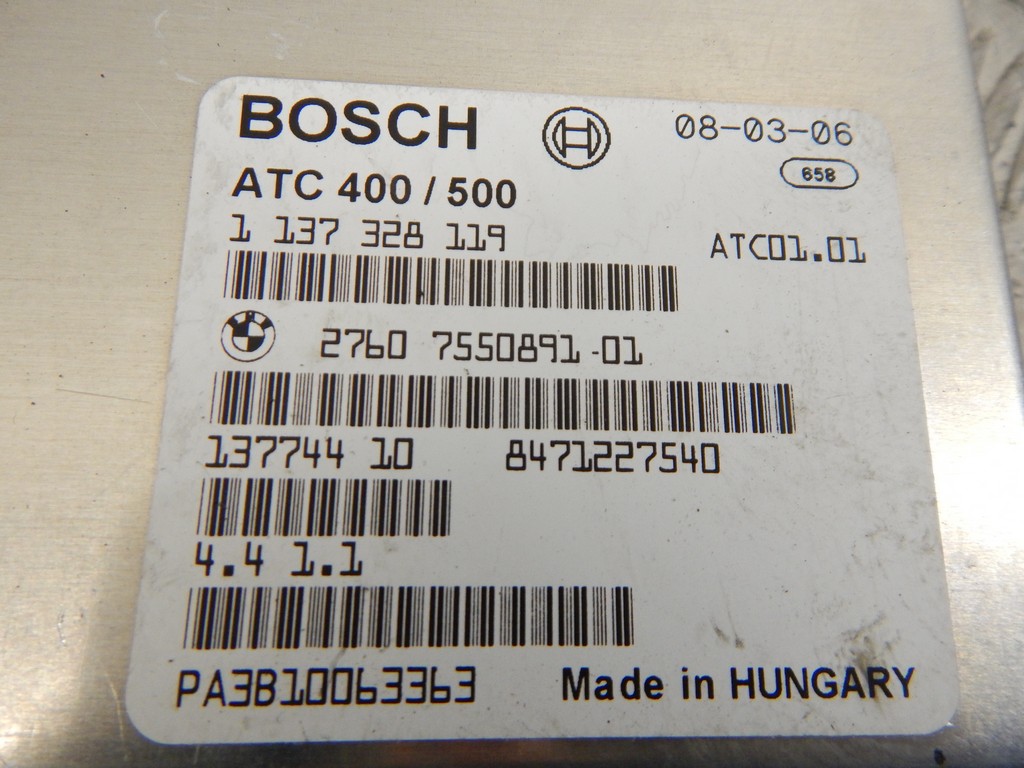 BOSCH
08-03-06
658
ATC 400 / 500
1 137 328 119
ATC01.01
BMW
2760 7550891-01
137744 10 8471227540
4.4 1.1
PA3B10063363
Made in HUNGARY